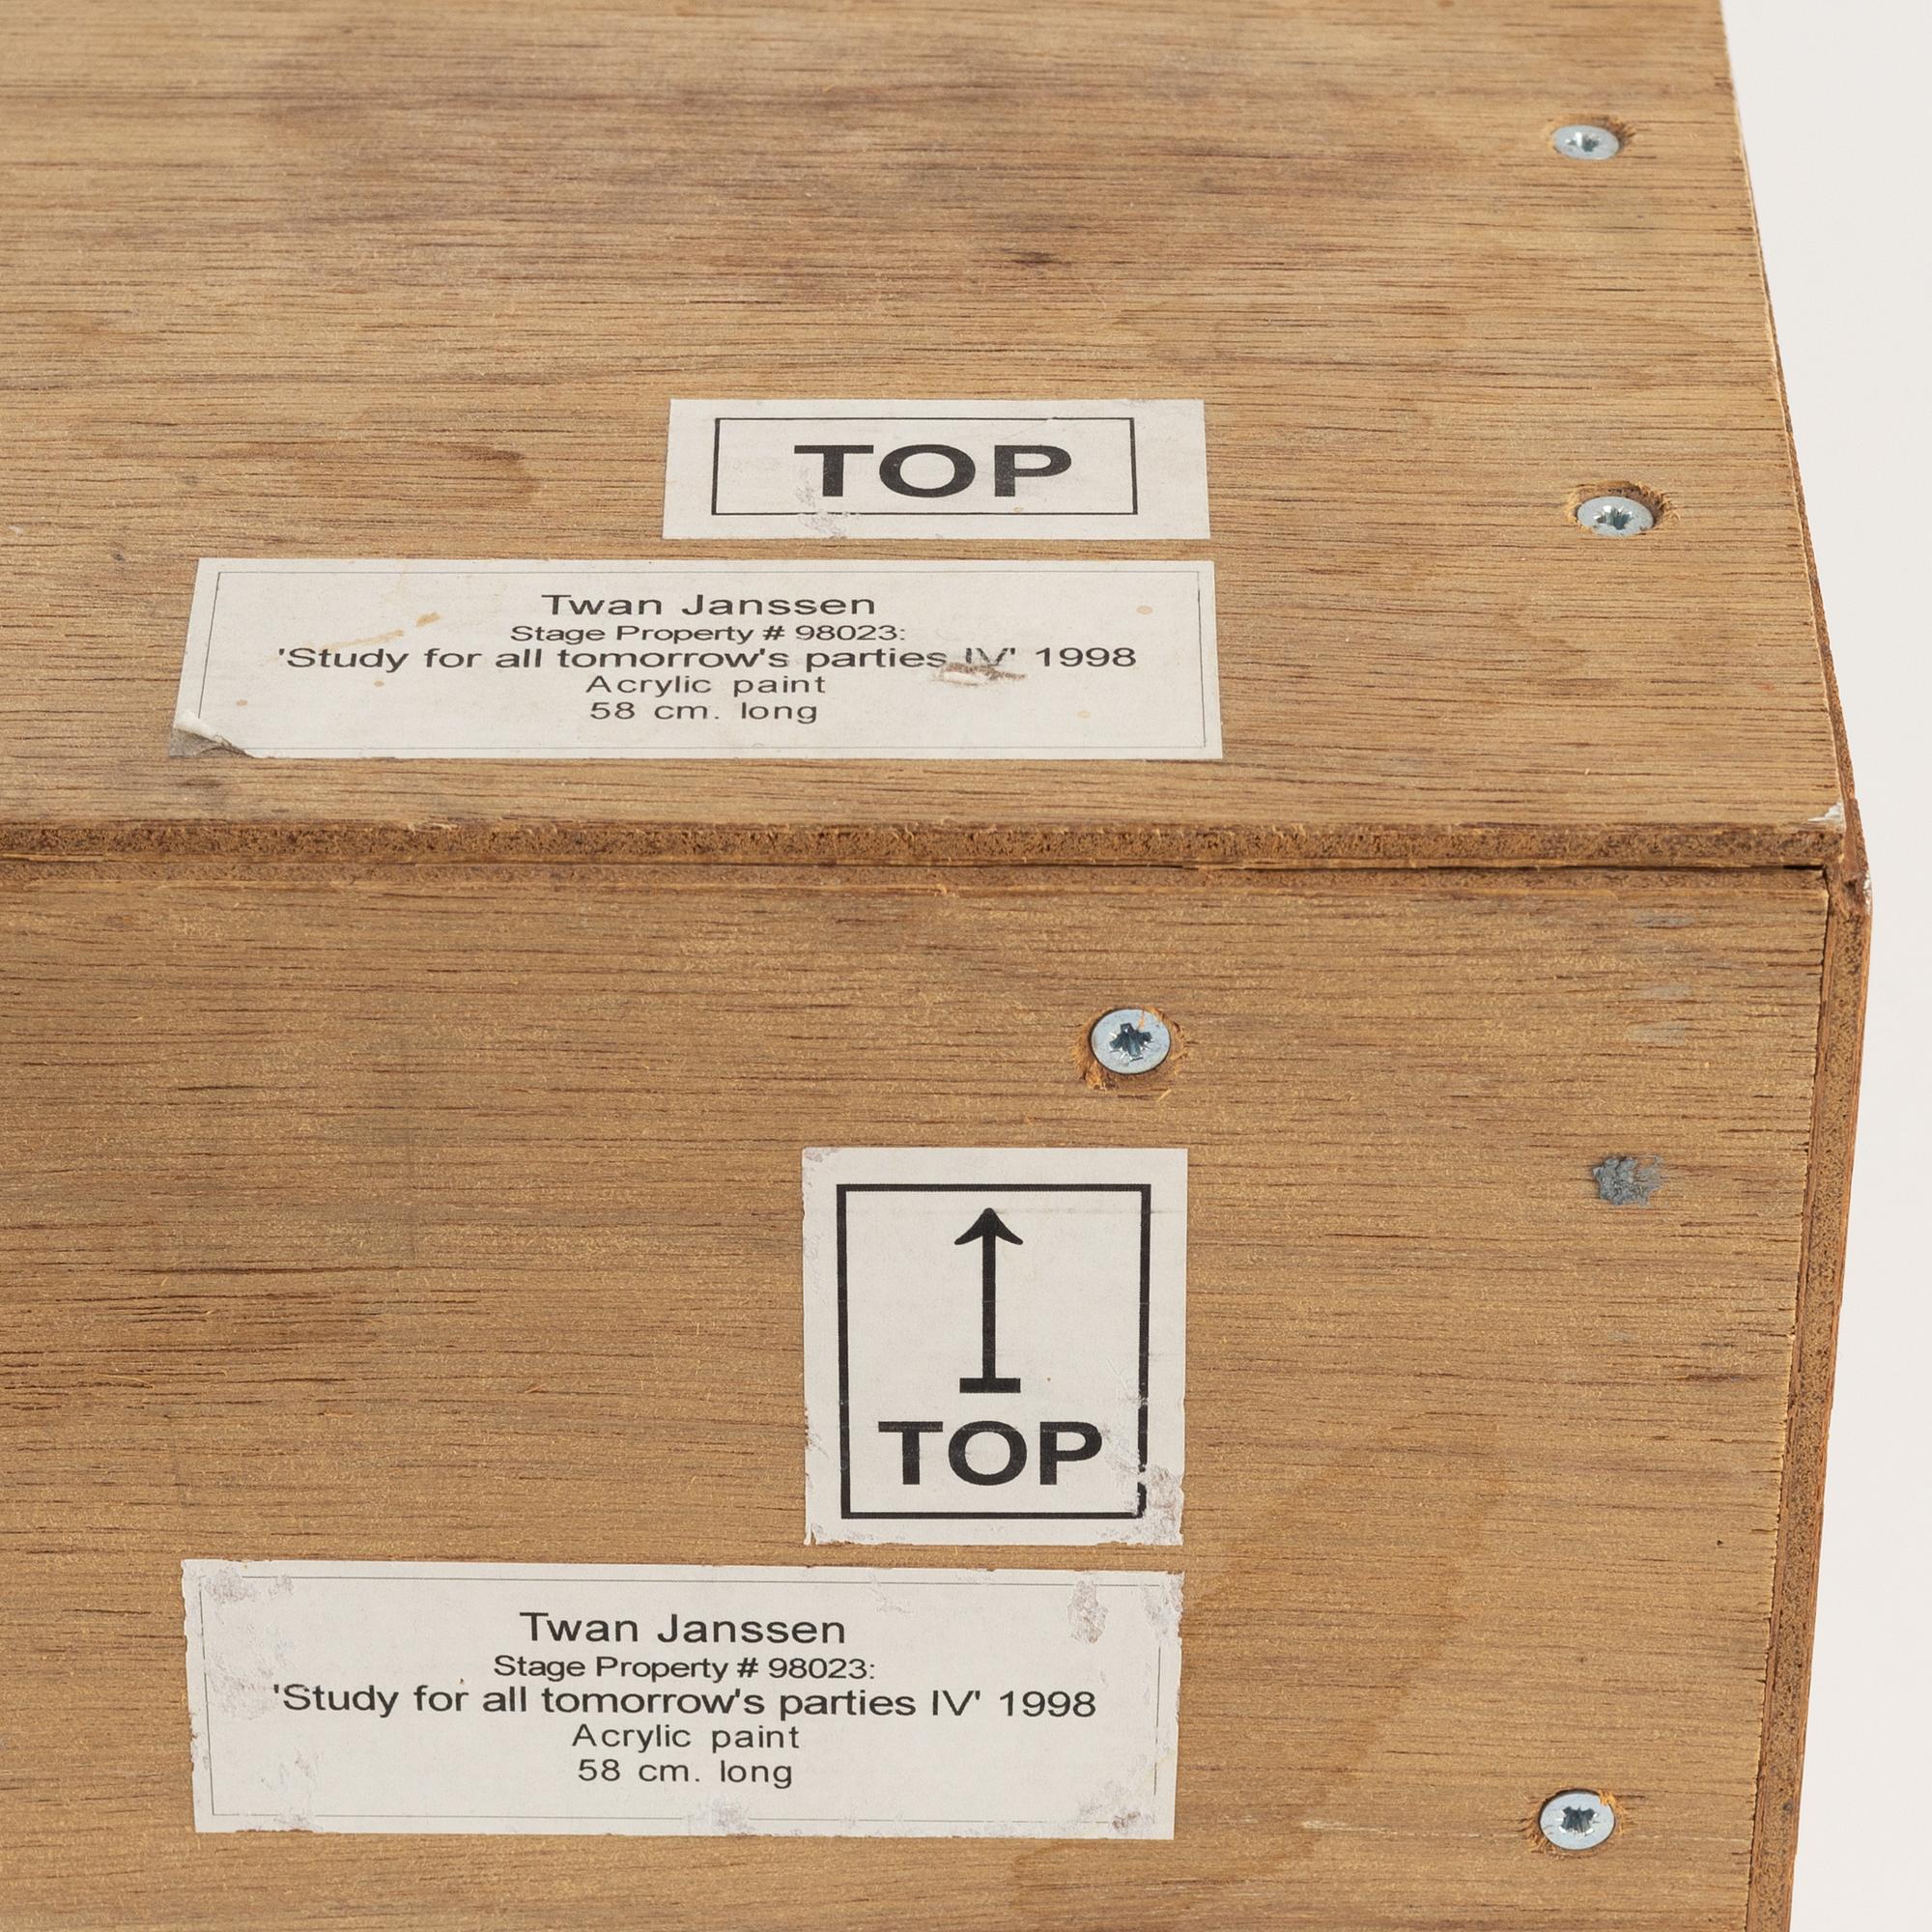 TOP
Twan Janssen
Stage Property # 98023:
'Study for all tomorrow's parties IV' 1998
Acrylic paint
58 cm. long
TOP
Twan Janssen
Stage Property # 98023:
'Study for all tomorrow's parties IV' 1998
Acrylic paint
58 cm. long